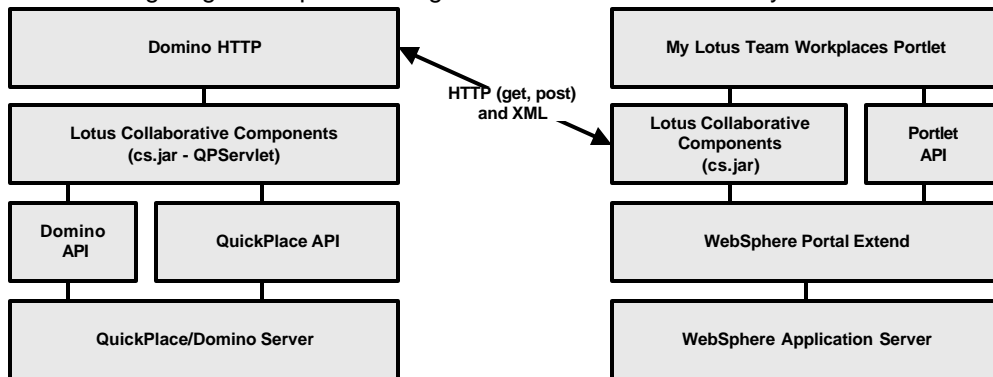 Domino HTTP
My Lotus Team Workplaces Portlet
HTTP (get, post)
and XML
Lotus Collaborative Components
(cs.jar - QPServlet)
Lotus Collaborative
Components
(cs.jar)
Portlet
API
Domino
API
QuickPlace API
WebSphere Portal Extend
QuickPlace/Domino Server
WebSphere Application Server